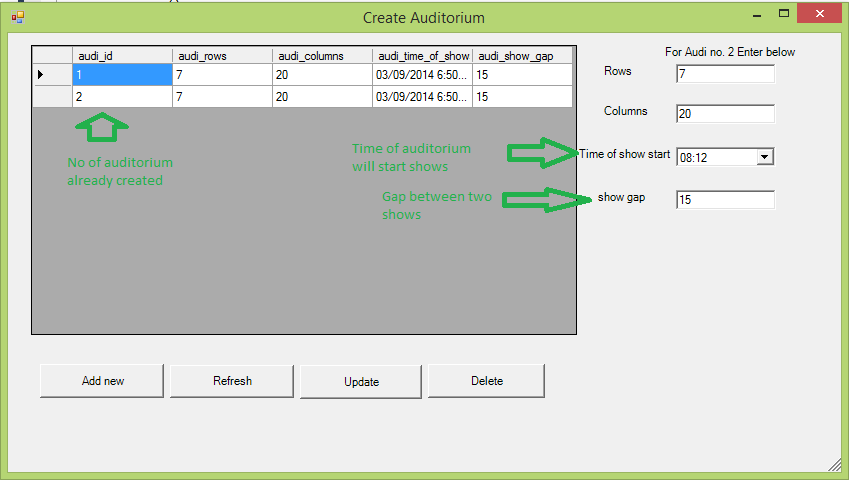 Create Auditorium
For Audi no. 2 Enter below
audi_id audi_rows audi_columns audi_time_of_show audi_show_gap
1 7 20 03/09/2014 6:50... 15
2 7 20 03/09/2014 6:50... 15
Rows 7
Columns 20
Time of show start 08:12
show gap 15
No of auditorium
already created
Time of auditorium
will start shows
Gap between two
shows
Add new Refresh Update Delete